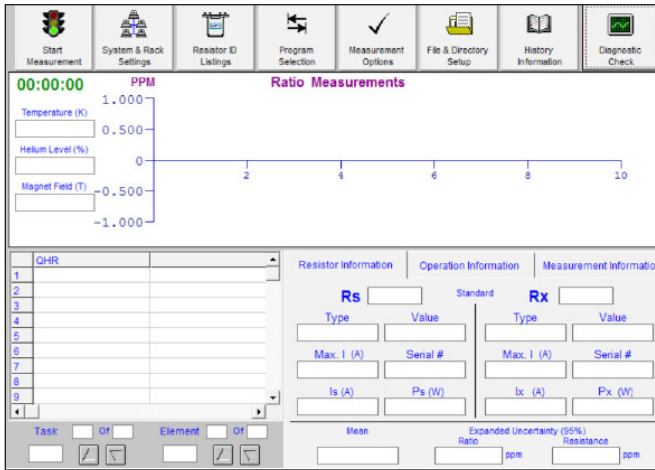 Start Measurement
System & Rack Settings
Resistor ID Listings
Program Selection
Measurement Options
File & Directory Setup
History Information
Diagnostic Check
00:00:00
PPM
Ratio Measurements
Temperature (K)
Helium Level (%)
Magnet Field (T)
1.000
0.500
0
-0.500
-1.000
2 4 6 8 10
QHR
1
2
3
4
5
6
7
8
9
Task Of Element Of
Resistor Information Operation Information Measurement Informatio
Rs Standard Rx
Type Value Type Value
Max. I (A) Serial # Max. I (A) Serial #
Is (A) Ps (W) Ix (A) Px (W)
Mean Expanded Uncertainty (95%)
Ratio Resistance
ppm ppm